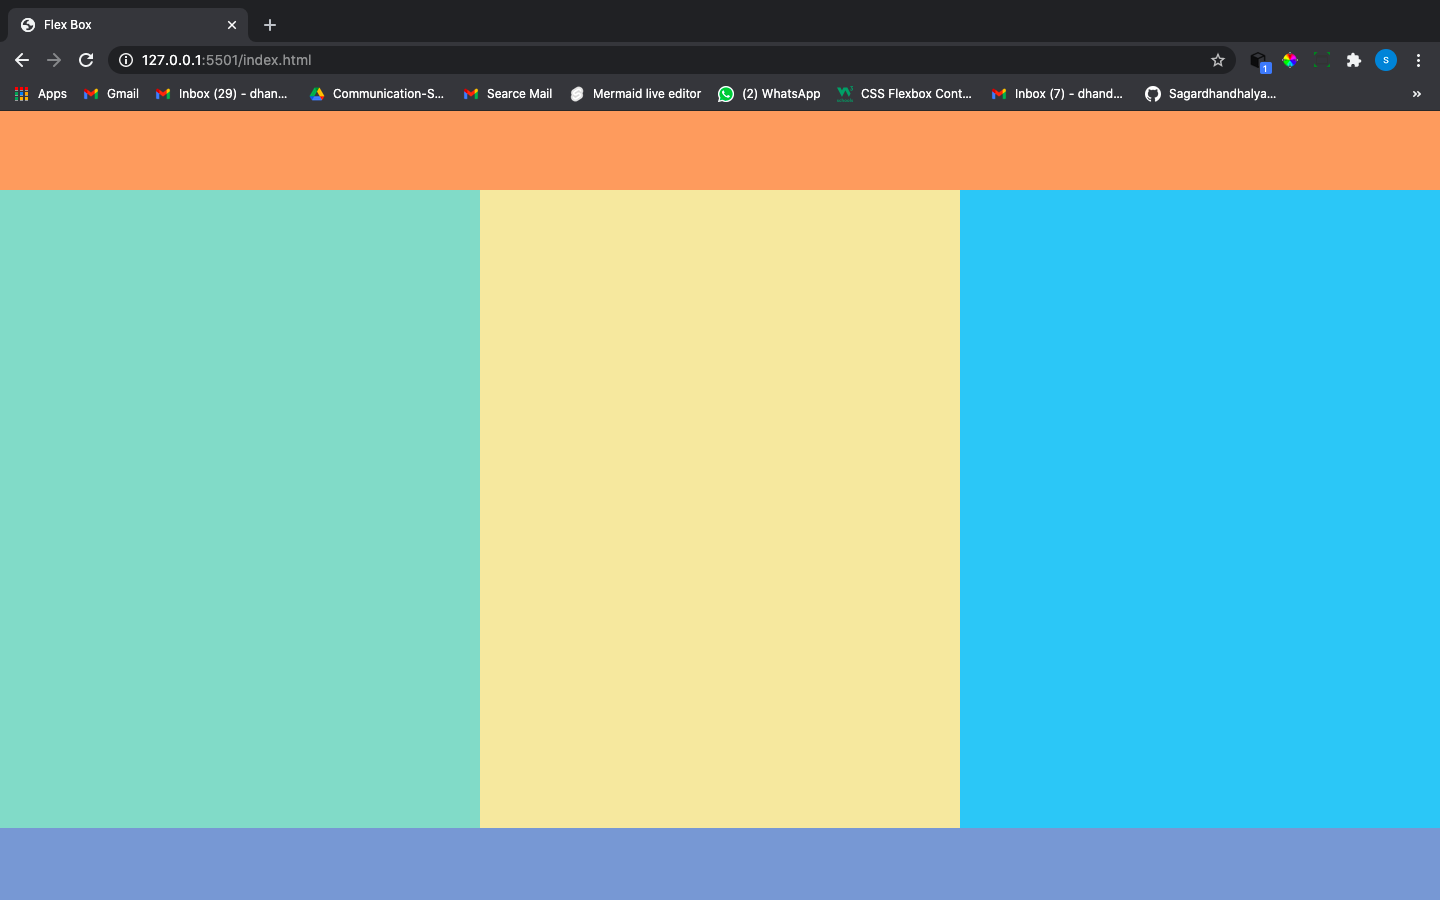 Flex Box
127.0.0.1:5501/index.html
1
S
Apps Gmail Inbox (29) - dhan... Communication-S... Searce Mail Mermaid live editor (2) WhatsApp CSS Flexbox Cont... Inbox (7) - dhand... Sagardhandhalya... »